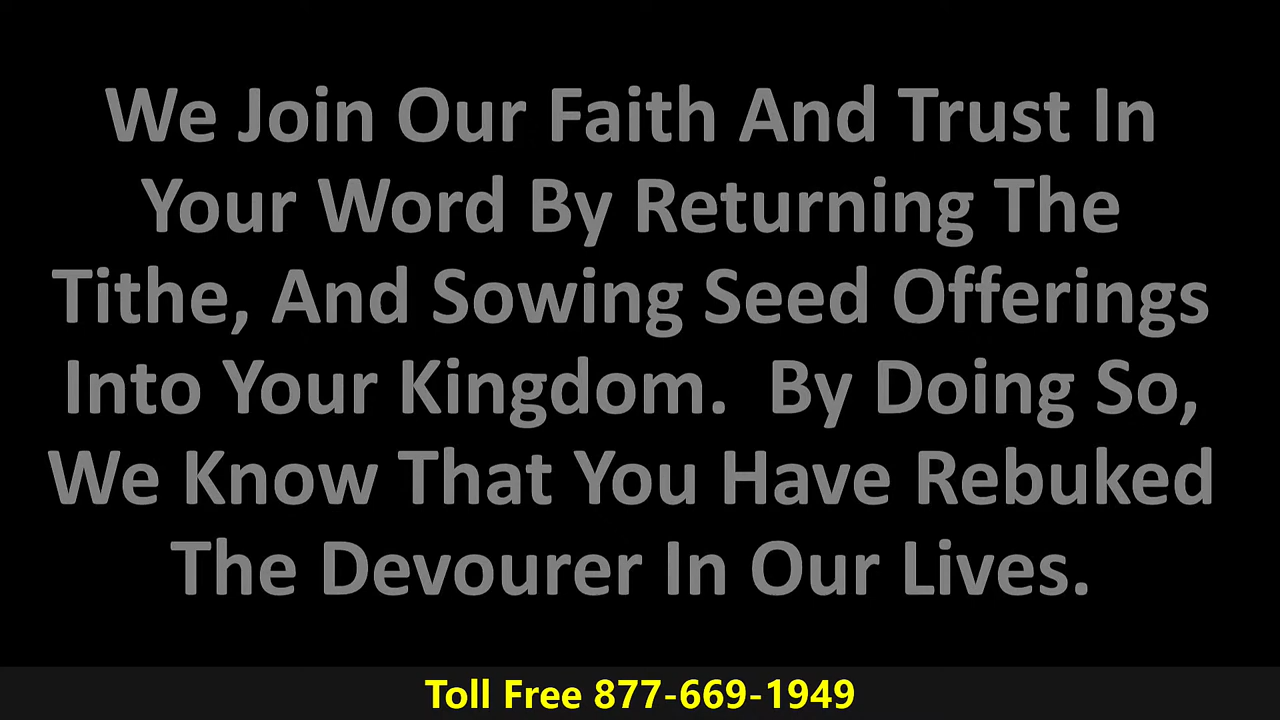 We Join Our Faith And Trust In
Your Word By Returning The
Tithe, And Sowing Seed Offerings
Into Your Kingdom.  By Doing So,
We Know That You Have Rebuked
The Devourer In Our Lives.
Toll Free 877-669-1949